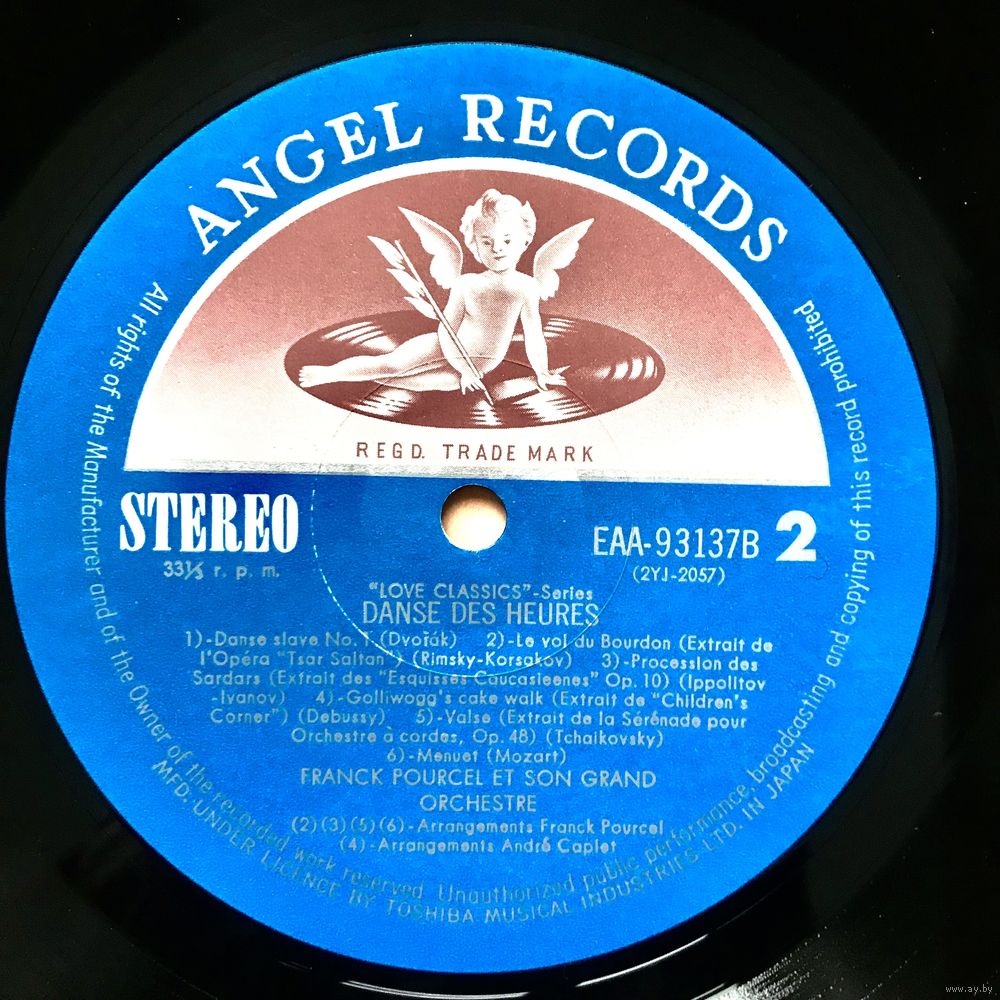 ANGEL RECORDS
REGD. TRADE MARK
STEREO
33⅓ r. p. m.
EAA-93137B 2
(2YJ-2057)
"LOVE CLASSICS"-Series
DANSE DES HEURES
1)-Danse slave No. 1 (Dvořák) 2)-Le vol du Bourdon (Extrait de
l'Opéra "Tsar Saltan") (Rimsky-Korsakov) 3)-Procession des
Sardars (Extrait des "Esquisses Caucasieenes" Op. 10) (Ippolitov
-Ivanov) 4)-Golliwogg's cake walk (Extrait de "Children's
Corner") (Debussy) 5)-Valse (Extrait de la Sérénade pour
Orchestre à cordes, Op. 48) (Tchaikovsky)
6)-Menuet (Mozart)
FRANCK POURCEL ET SON GRAND
ORCHESTRE
(2)(3)(5)(6)-Arrangements Franck Pourcel
(4)-Arrangements André Caplet
All rights of the Manufacturer and of the Owner of the recorded work reserved Unauthorized public performance, broadcasting and copying of this record prohibited
MFD. UNDER LICENCE BY TOSHIBA MUSICAL INDUSTRIES LTD. IN JAPAN
www.ay.by